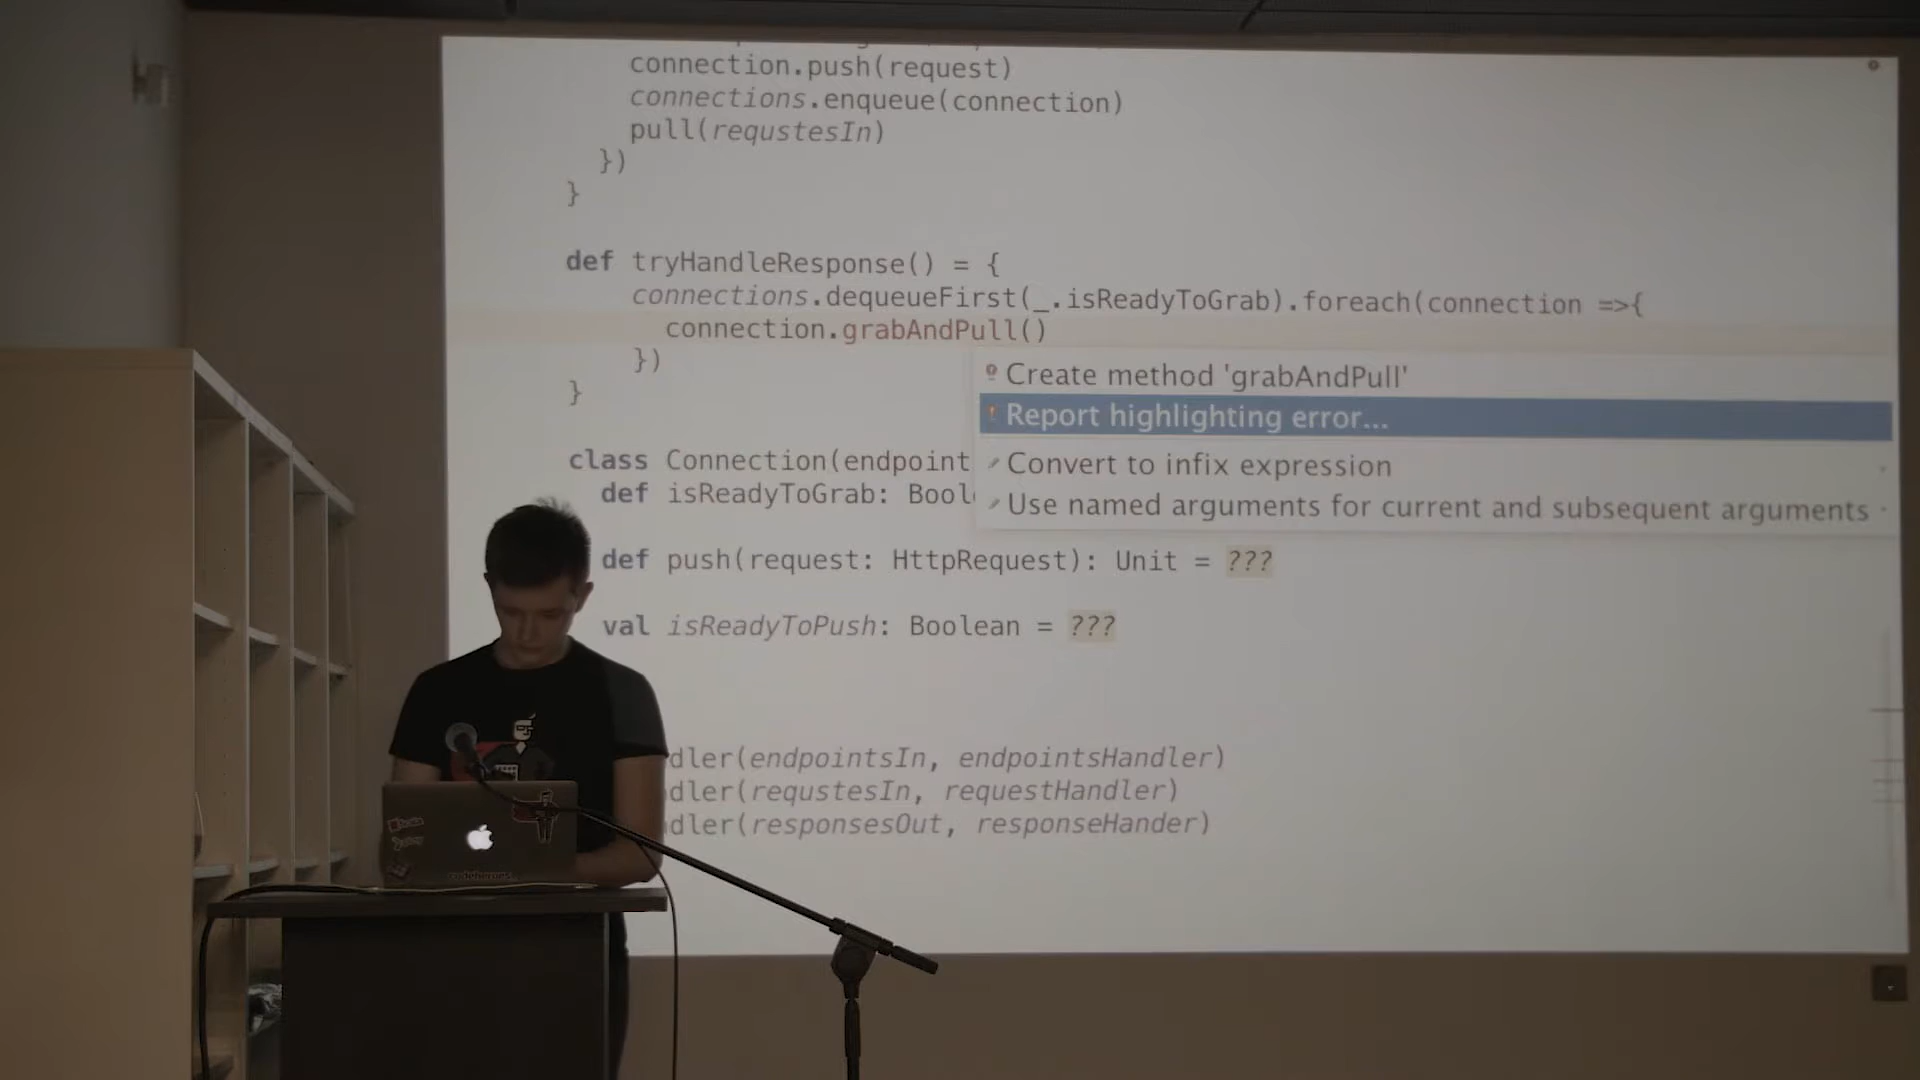 connection.push(request)
connections.enqueue(connection)
pull(requstesIn)
})
}
def tryHandleResponse() = {
connections.dequeueFirst(_.isReadyToGrab).foreach(connection =>{
connection.grabAndPull()
})
}
Create method 'grabAndPull'
Report highlighting error...
Convert to infix expression
Use named arguments for current and subsequent arguments
class Connection(endpoint
def isReadyToGrab: Bool
def push(request: HttpRequest): Unit = ???
val isReadyToPush: Boolean = ???
dler(endpointsIn, endpointsHandler)
dler(requstesIn, requestHandler)
dler(responsesOut, responseHander)
codeheroes